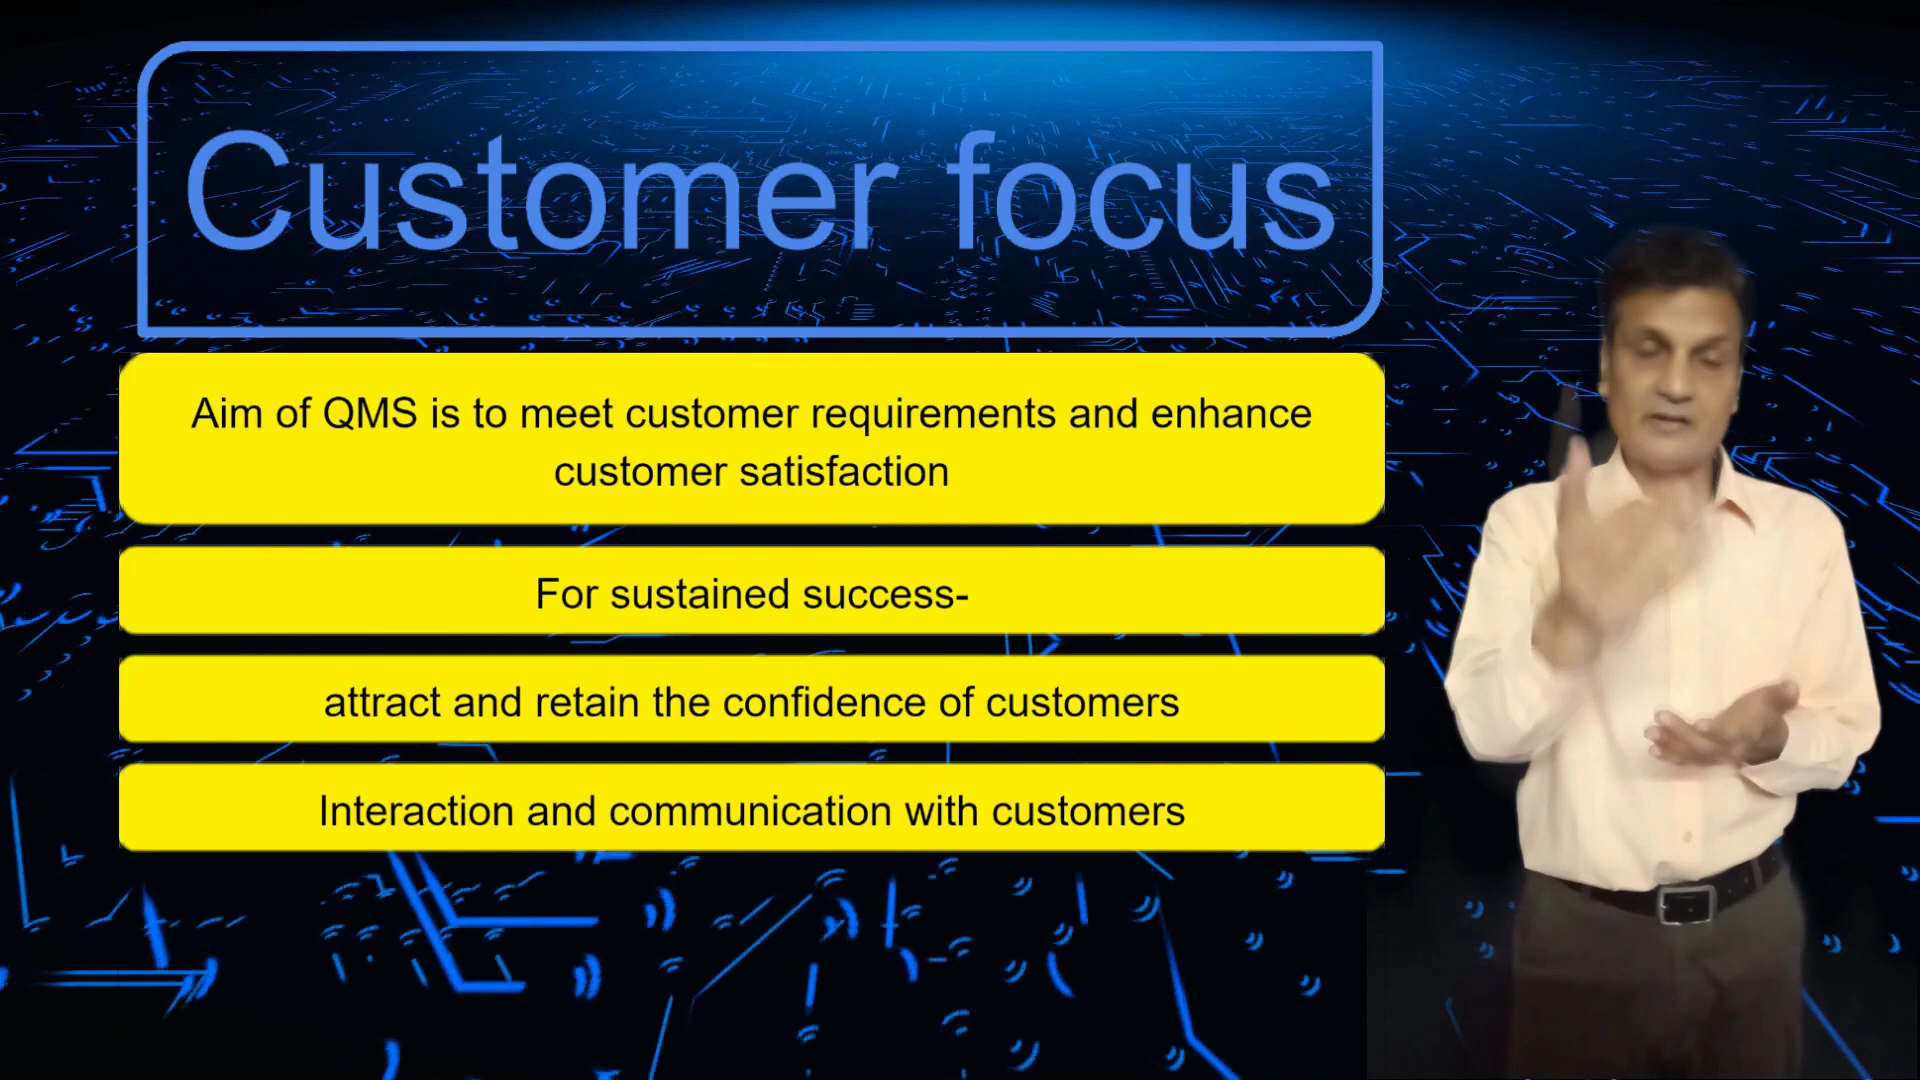 Customer focus
Aim of QMS is to meet customer requirements and enhance
customer satisfaction
For sustained success-
attract and retain the confidence of customers
Interaction and communication with customers